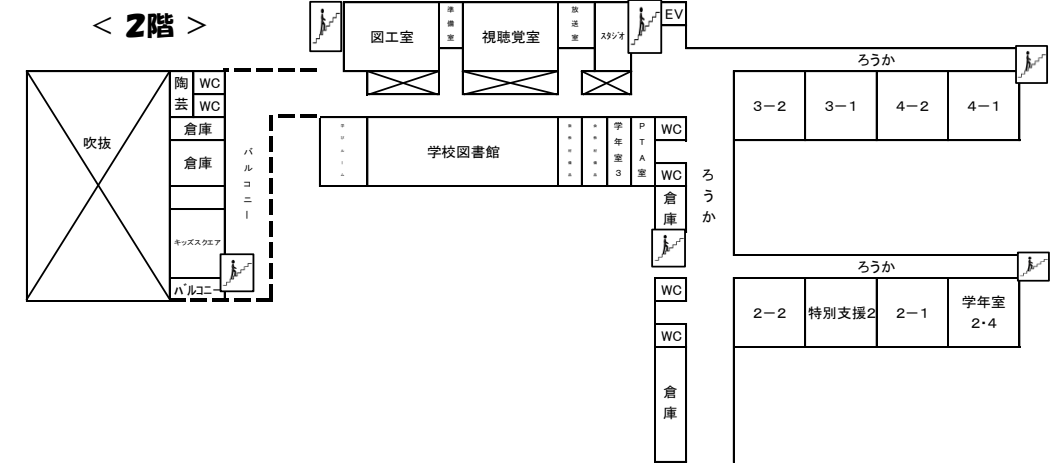 ＜ 2階 ＞
図工室
準備室
視聴覚室
放送室
スタジオ
EV
ろうか
3－2
3－1
4－2
4－1
吹抜
陶芸
WC
WC
倉庫
倉庫
キッズスクエア
バルコニー
バルコニー
学校図書館
学年室3
PTA室
WC
WC
倉庫
ろうか
WC
WC
倉庫
ろうか
2－2
特別支援2
2－1
学年室
2・4